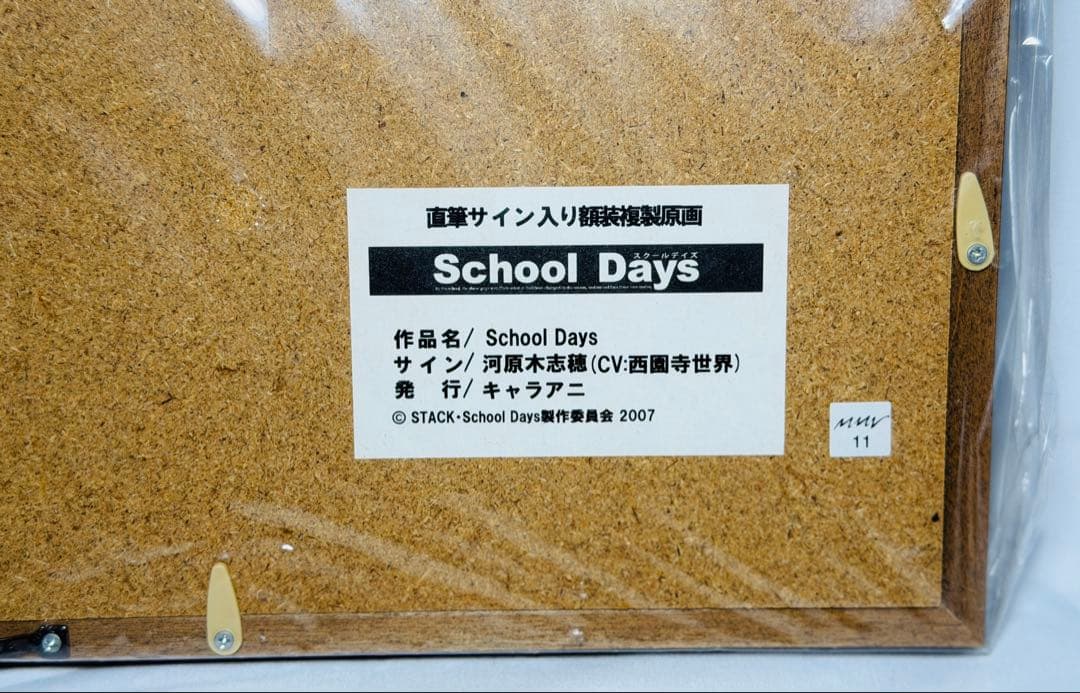 直筆サイン入り額装複製原画
スクールデイズ
School Days
作品名/ School Days
サイン/ 河原木志穂(CV:西園寺世界)
発　行/ キャラアニ
© STACK・School Days製作委員会 2007
11